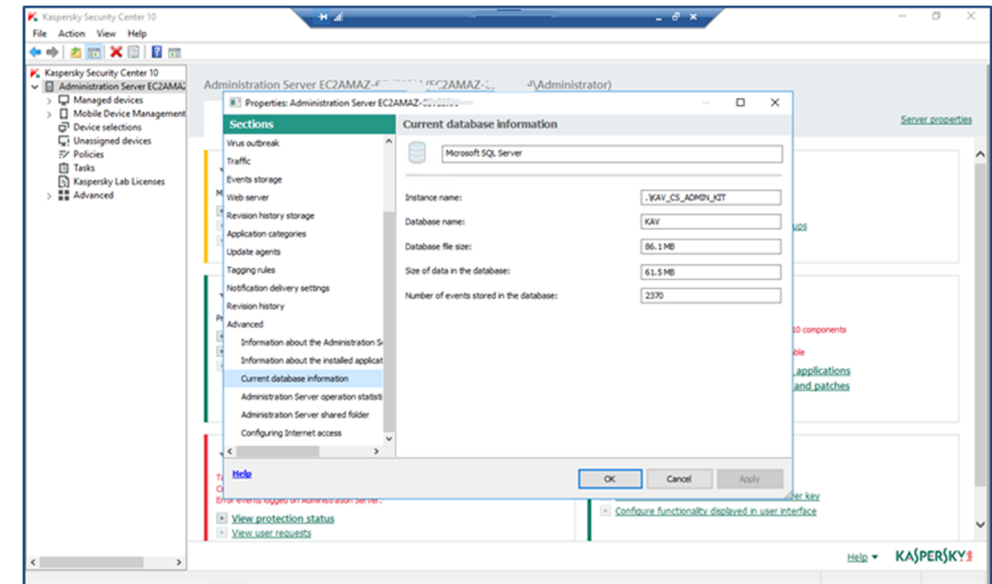 Kaspersky Security Center 10
File Action View Help
Kaspersky Security Center 10
Administration Server EC2AMAZ
Managed devices
Mobile Device Management
Device selections
Unassigned devices
Policies
Tasks
Kaspersky Lab Licenses
Advanced
Administration Server EC2AMAZ- (EC2AMAZ- \Administrator)
Server properties
Properties: Administration Server EC2AMAZ-
Sections
Virus outbreak
Traffic
Events storage
Web server
Revision history storage
Application categories
Update agents
Tagging rules
Notification delivery settings
Revision history
Advanced
Information about the Administration Se
Information about the installed applicat
Current database information
Administration Server operation statisti
Administration Server shared folder
Configuring Internet access
Current database information
Microsoft SQL Server
Instance name: .\KAV_CS_ADMIN_KIT
Database name: KAV
Database file size: 86.1 MB
Size of data in the database: 61.5 MB
Number of events stored in the database: 2370
Help
OK Cancel Apply
ups
10 components
ble
applications
and patches
Error events logged on Administration Server.
View protection status
View user requests
er key
Configure functionality displayed in user interface
Help
KASPERSKY